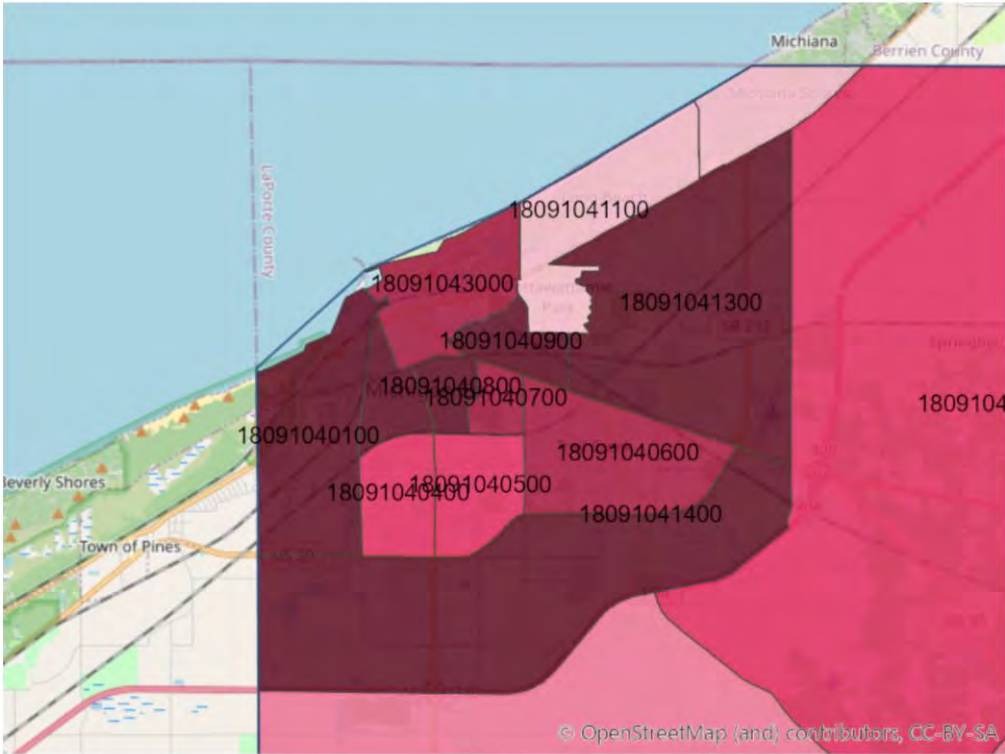 Michiana
Berrien County
LaPorte County
18091041100
18091043000
18091041300
18091040900
18091040800
18091040700
1809104
18091040100
18091040600
18091040400
18091040500
18091041400
Beverly Shores
Town of Pines
© OpenStreetMap (and) contributors, CC-BY-SA